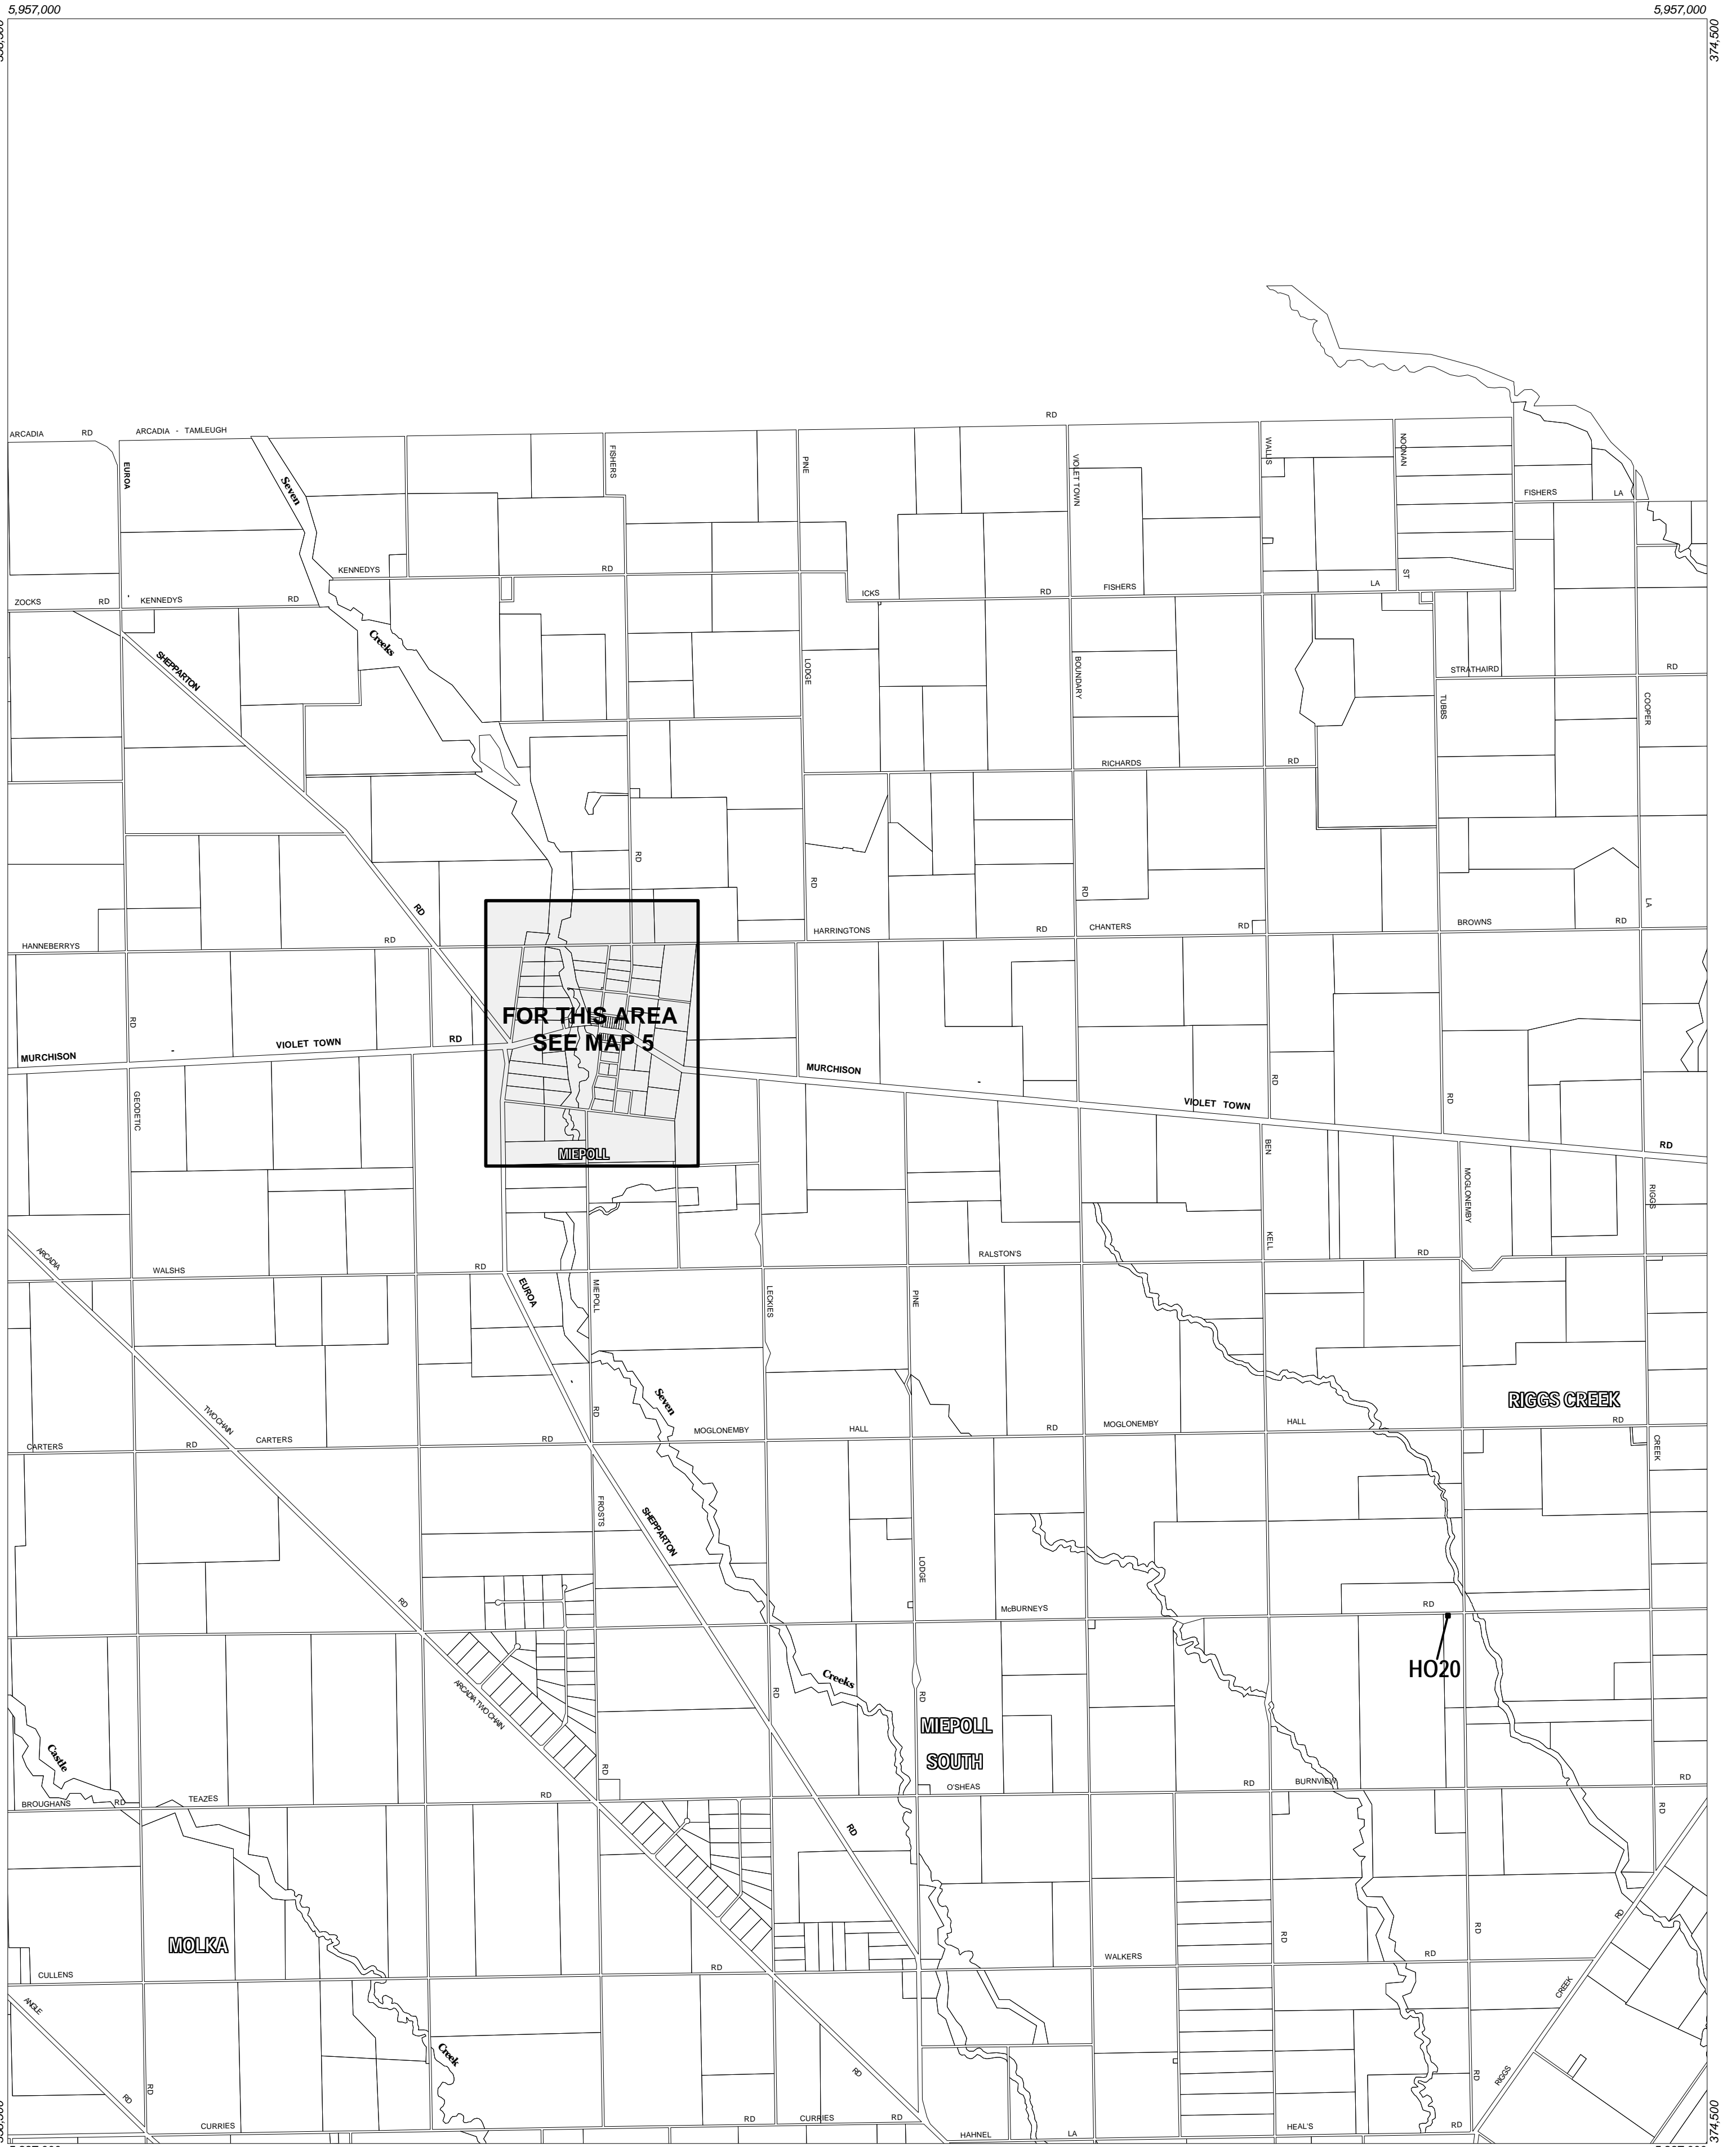 5,957,000
5,957,000
374,500
RD
ARCADIA RD
ARCADIA - TAMLEUGH
EUROA
Seven
FISHERS
PINE
VIOLET TOWN
WALLIS
NOONAN
FISHERS LA
KENNEDYS RD
ICKS RD
FISHERS LA
ST
ZOCKS RD
KENNEDYS RD
Creeks
SHEPPARTON
LODGE
BOUNDARY
STRATHAIRD RD
TUBBS
COOPER
RICHARDS RD
RD
RD
RD
LA
RD
HANNEBERRYS RD
HARRINGTONS RD
CHANTERS RD
BROWNS RD
FOR THIS AREA
SEE MAP 5
MIEPOLL
RD
MURCHISON - VIOLET TOWN RD
MURCHISON - VIOLET TOWN RD
RD
RD
GEODETIC
BEN
KELL
MOGLONEMBY
RIGGS
ARCADIA
WALSHS RD
RALSTON'S RD
EUROA
MIEPOLL
LECKIES
PINE
-
RD
Seven
RIGGS CREEK
TWO CHAIN
CARTERS RD
CARTERS RD
MOGLONEMBY HALL RD
MOGLONEMBY HALL RD
CREEK
FROSTS
SHEPPARTON
LODGE
RD
McBURNEYS RD
HO20
ARCADIA TWO CHAIN
Creeks
RD
RD
MIEPOLL
SOUTH
Castle
RD
BROUGHANS RD
TEAZES RD
O'SHEAS RD
BURNVIEW RD
RD
RD
MOLKA
RD
RD
RD
CULLENS RD
WALKERS RD
ANGLE
CREEK
Creek
RD
RD
RD
RD
RIGGS
CURRIES RD
CURRIES RD
HAHNEL LA
HEAL'S RD
374,500